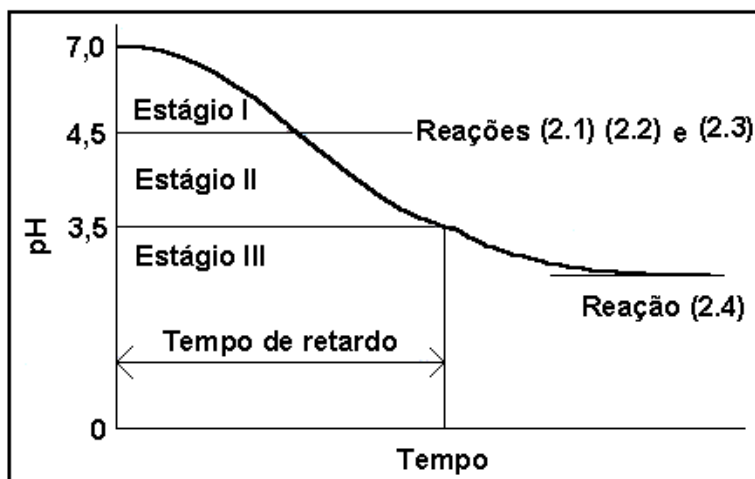 7,0
Estágio I
4,5
Reações (2.1) (2.2) e (2.3)
Estágio II
3,5
pH
Estágio III
Reação (2.4)
Tempo de retardo
0
Tempo